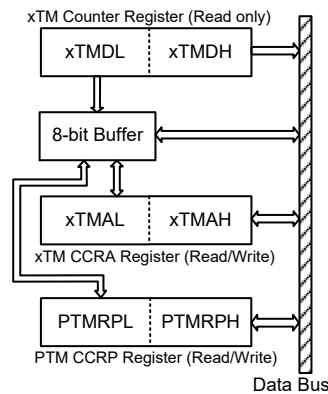 xTM Counter Register (Read only)
xTMDL xTMDH
8-bit Buffer
xTMAL xTMAH
xTM CCRA Register (Read/Write)
PTMRPL PTMRPH
PTM CCRP Register (Read/Write)
Data Bus